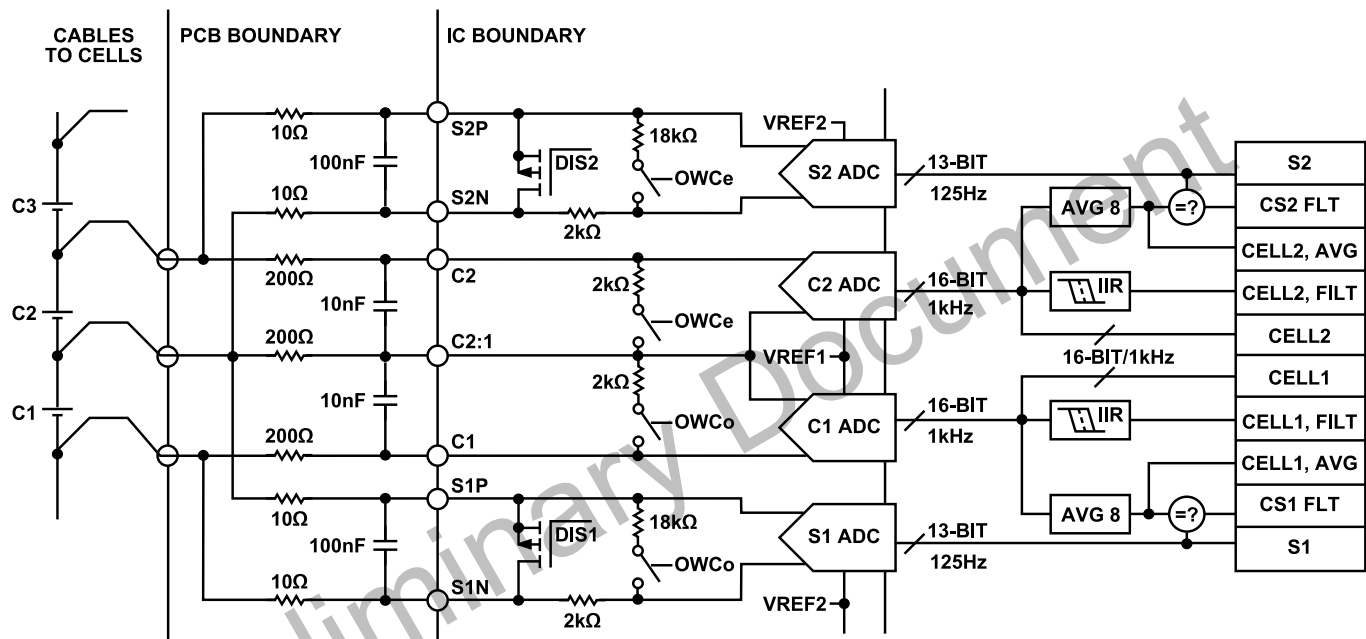 CABLES
TO CELLS
PCB BOUNDARY
IC BOUNDARY
C3
C2
C1
10Ω
100nF
10Ω
200Ω
10nF
200Ω
10nF
200Ω
10Ω
100nF
10Ω
S2P
DIS2
S2N
18kΩ
OWCe
2kΩ
C2
2kΩ
OWCe
C2:1
2kΩ
OWCo
C1
S1P
DIS1
S1N
18kΩ
OWCo
2kΩ
VREF2
S2 ADC
C2 ADC
VREF1
C1 ADC
S1 ADC
VREF2
13-BIT
125Hz
16-BIT
1kHz
16-BIT
1kHz
13-BIT
125Hz
AVG 8
=?
IIR
16-BIT/1kHz
IIR
AVG 8
=?
S2
CS2 FLT
CELL2, AVG
CELL2, FILT
CELL2
CELL1
CELL1, FILT
CELL1, AVG
CS1 FLT
S1
liminary Document